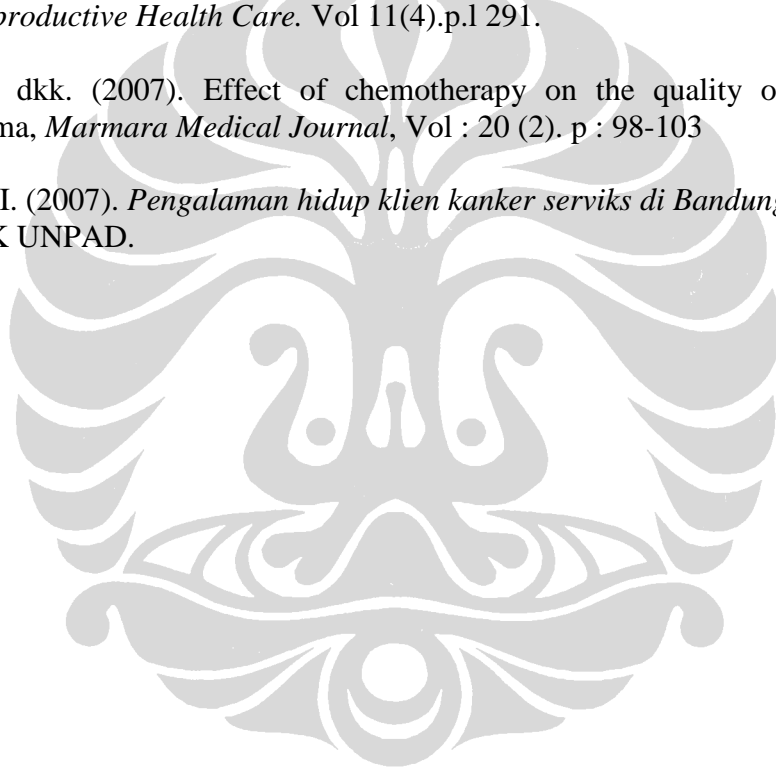 productive Health Care. Vol 11(4).p.l 291.
dkk. (2007). Effect of chemotherapy on the quality o
ma, Marmara Medical Journal, Vol : 20 (2). p : 98-103
I. (2007). Pengalaman hidup klien kanker serviks di Bandung
K UNPAD.